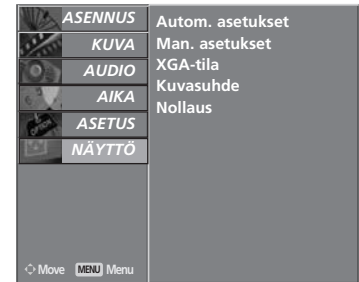 ASENNUS
KUVA
AUDIO
AIKA
ASETUS
NÄYTTÖ
Autom. asetukset
Man. asetukset
XGA-tila
Kuvasuhde
Nollaus
Move MENU Menu